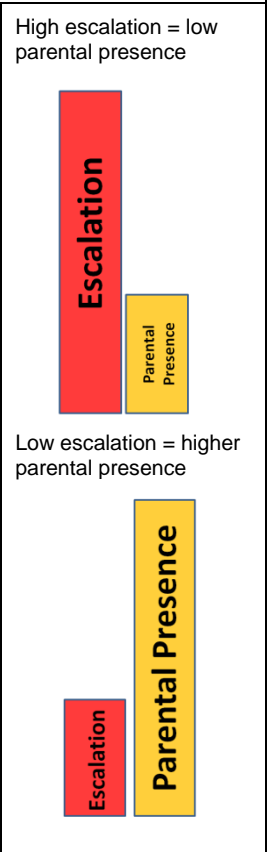 High escalation = low
parental presence
Escalation
Parental
Presence
Low escalation = higher
parental presence
Escalation
Parental Presence